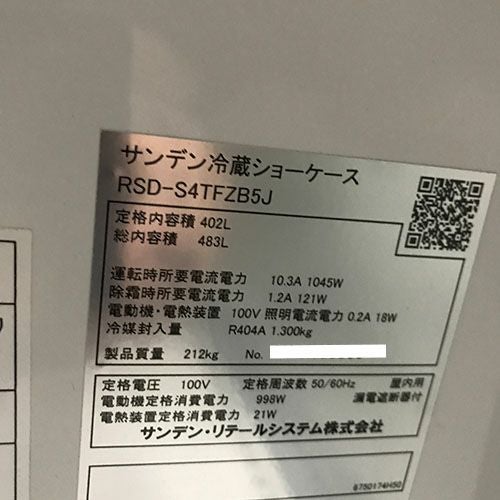 サンデン冷蔵ショーケース
RSD-S4TFZB5J
定格内容積 402L
総内容積 483L
運転時所要電流電力 10.3A 1045W
除霜時所要電流電力 1.2A 121W
電動機・電熱装置 100V 照明電流電力 0.2A 18W
冷媒封入量 R404A 1.300kg
製品質量 212kg No.
定格電圧 100V 定格周波数 50/60Hz 屋内用
電動機定格消費電力 998W 漏電遮断器付
電熱装置定格消費電力 21W
サンデン・リテールシステム株式会社
6750174H50